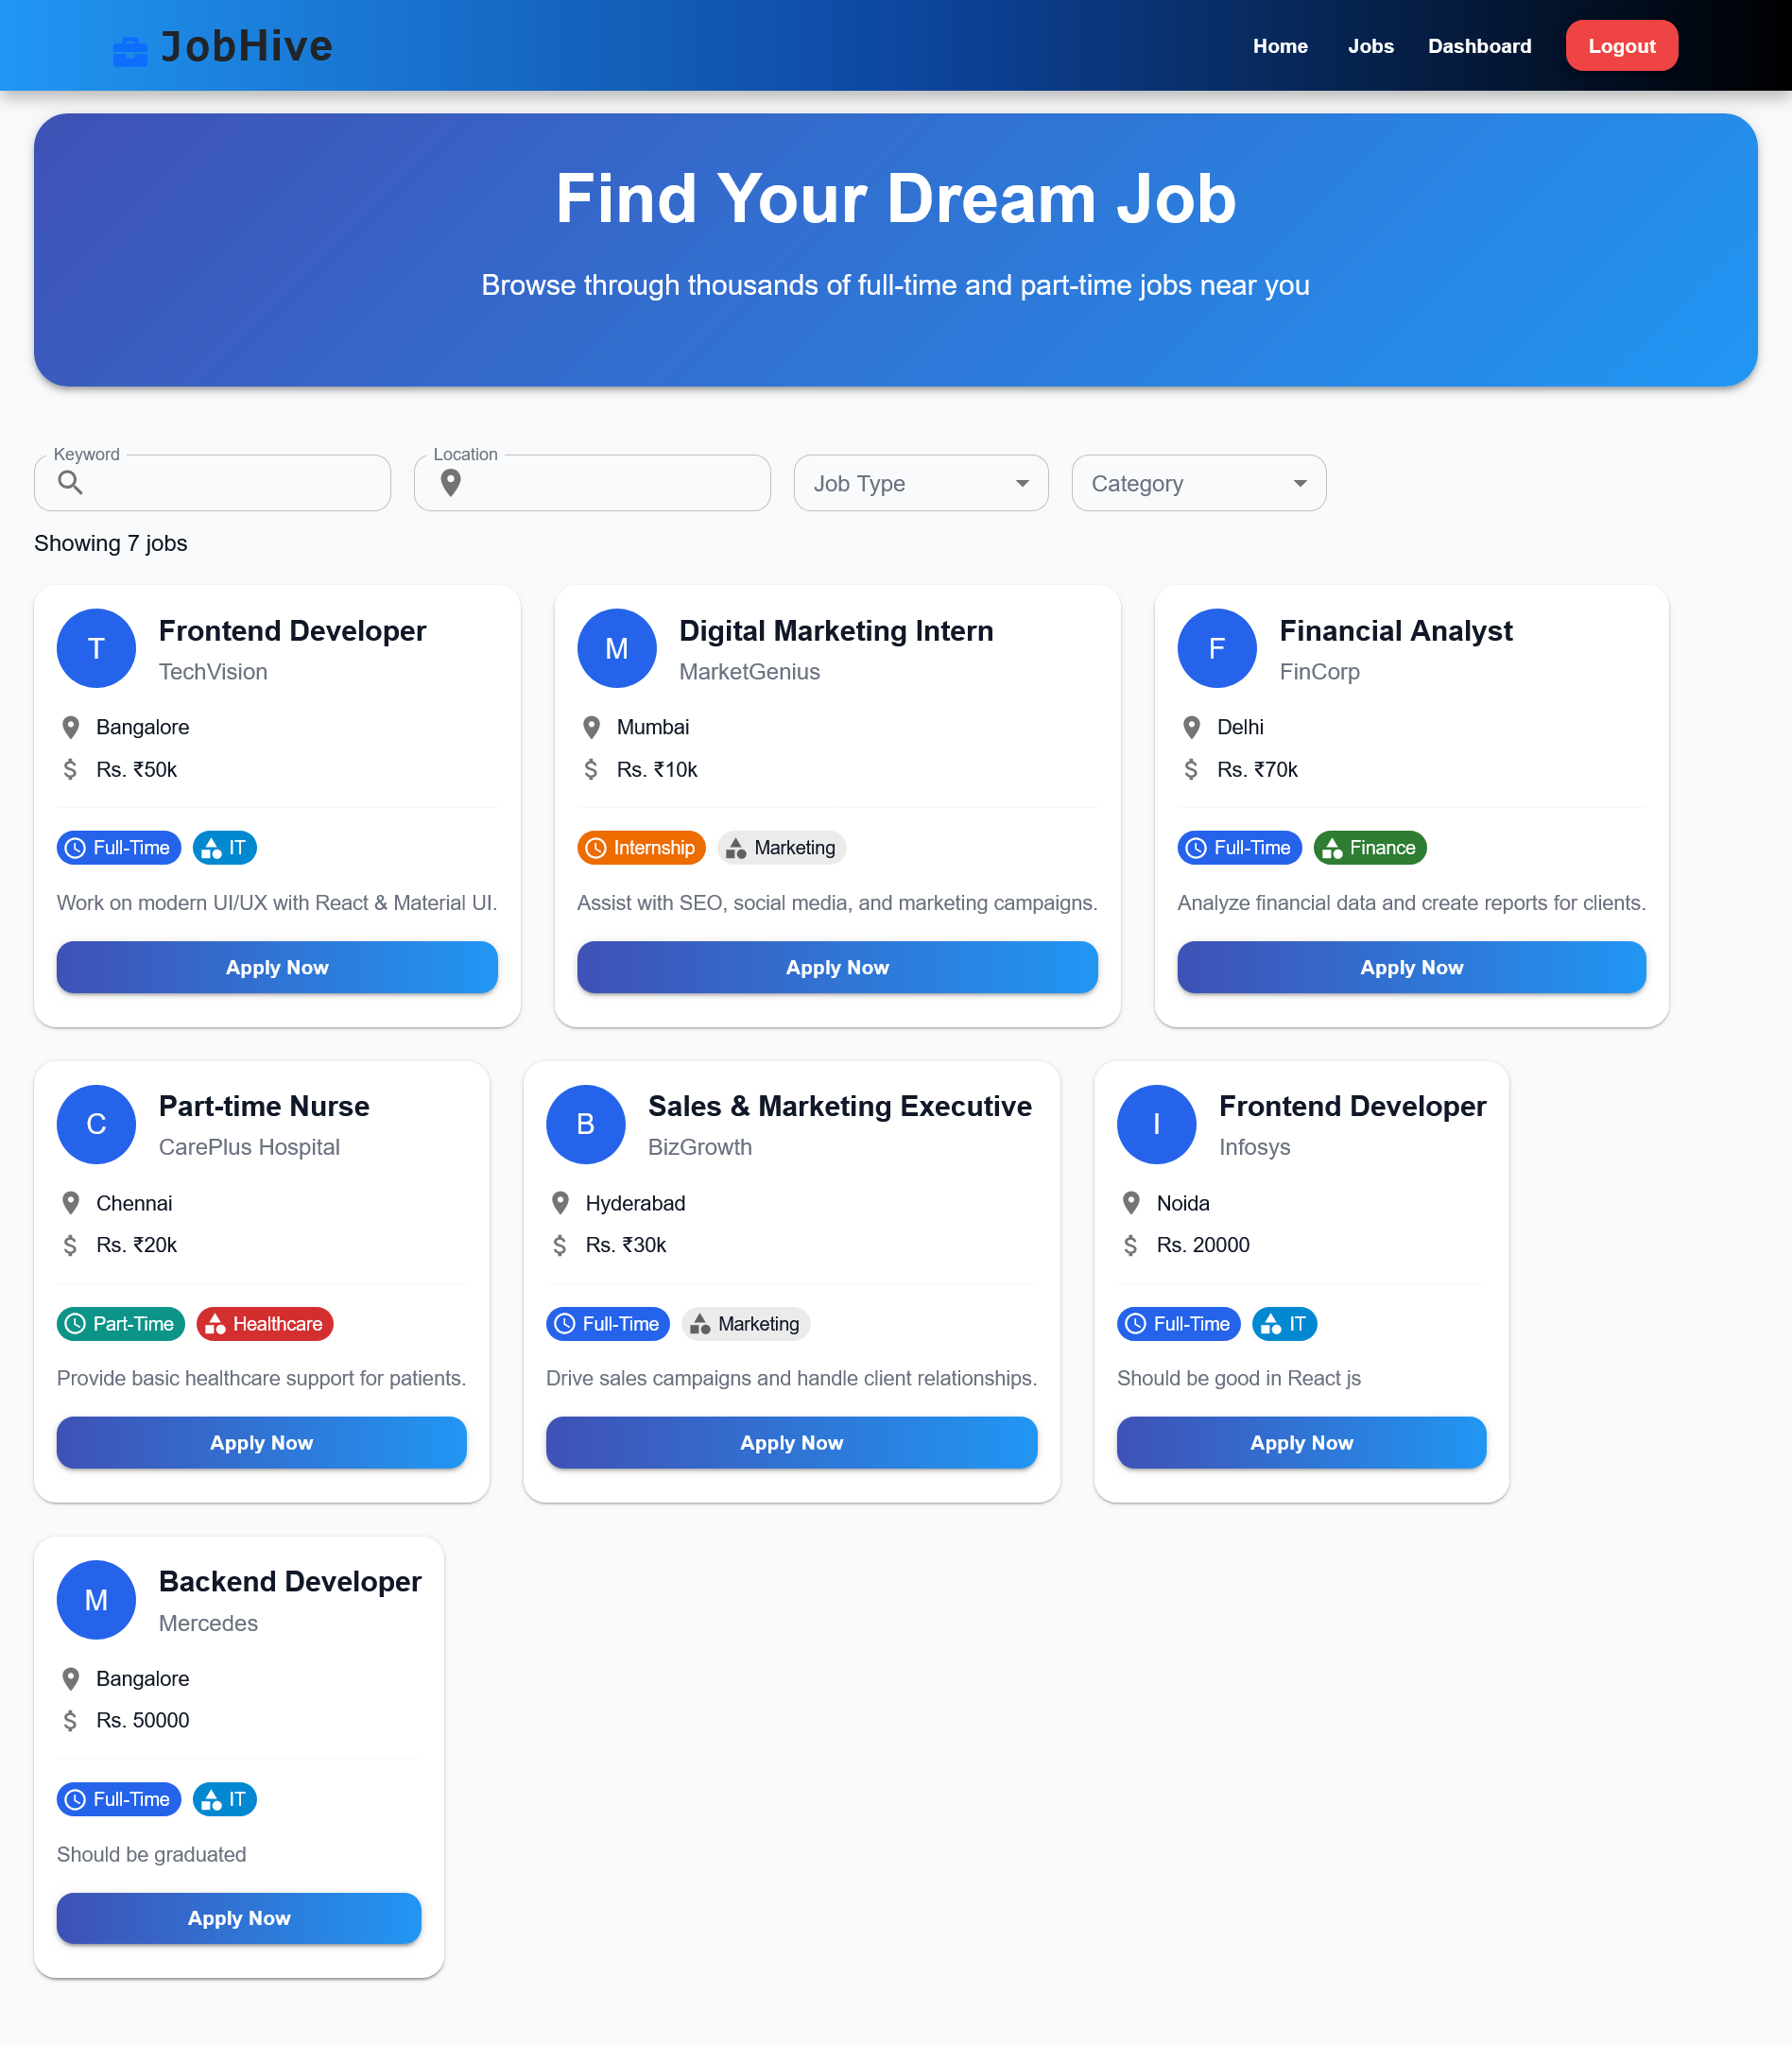 JobHive
Home Jobs Dashboard Logout
Find Your Dream Job
Browse through thousands of full-time and part-time jobs near you
Keyword
Location
Job Type
Category
Showing 7 jobs
T
Frontend Developer
TechVision
Bangalore
Rs. ₹50k
Full-Time IT
Work on modern UI/UX with React & Material UI.
Apply Now
M
Digital Marketing Intern
MarketGenius
Mumbai
Rs. ₹10k
Internship Marketing
Assist with SEO, social media, and marketing campaigns.
Apply Now
F
Financial Analyst
FinCorp
Delhi
Rs. ₹70k
Full-Time Finance
Analyze financial data and create reports for clients.
Apply Now
C
Part-time Nurse
CarePlus Hospital
Chennai
Rs. ₹20k
Part-Time Healthcare
Provide basic healthcare support for patients.
Apply Now
B
Sales & Marketing Executive
BizGrowth
Hyderabad
Rs. ₹30k
Full-Time Marketing
Drive sales campaigns and handle client relationships.
Apply Now
I
Frontend Developer
Infosys
Noida
Rs. 20000
Full-Time IT
Should be good in React js
Apply Now
M
Backend Developer
Mercedes
Bangalore
Rs. 50000
Full-Time IT
Should be graduated
Apply Now